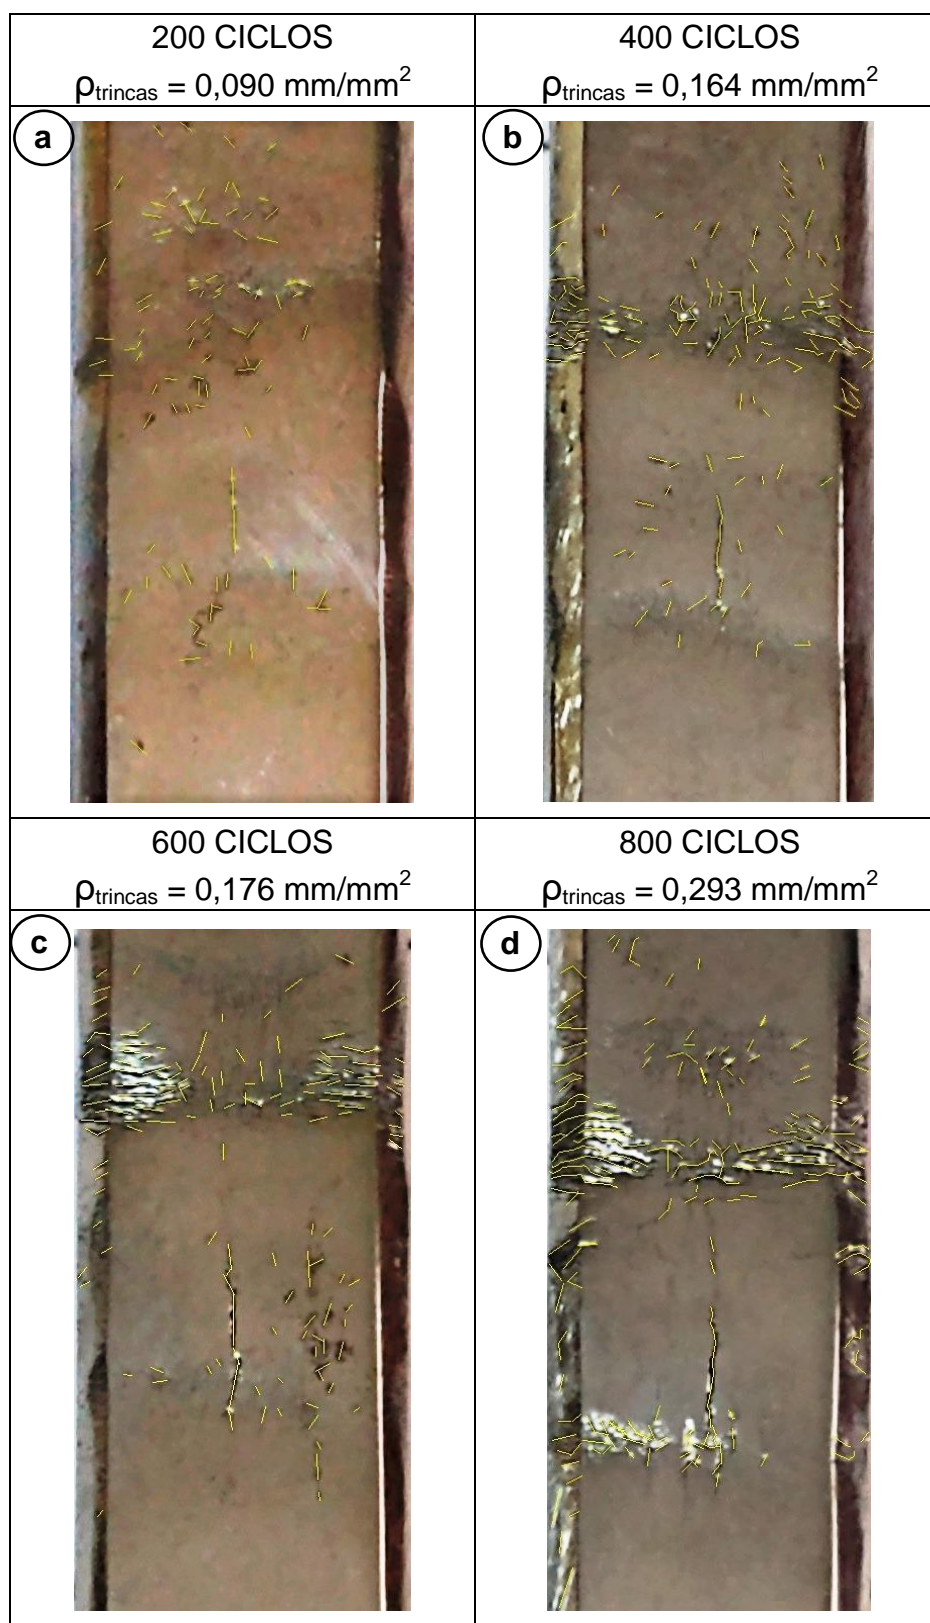 200 CICLOS
ρtrincas = 0,090 mm/mm²
400 CICLOS
ρtrincas = 0,164 mm/mm²
a
b
600 CICLOS
ρtrincas = 0,176 mm/mm²
800 CICLOS
ρtrincas = 0,293 mm/mm²
c
d